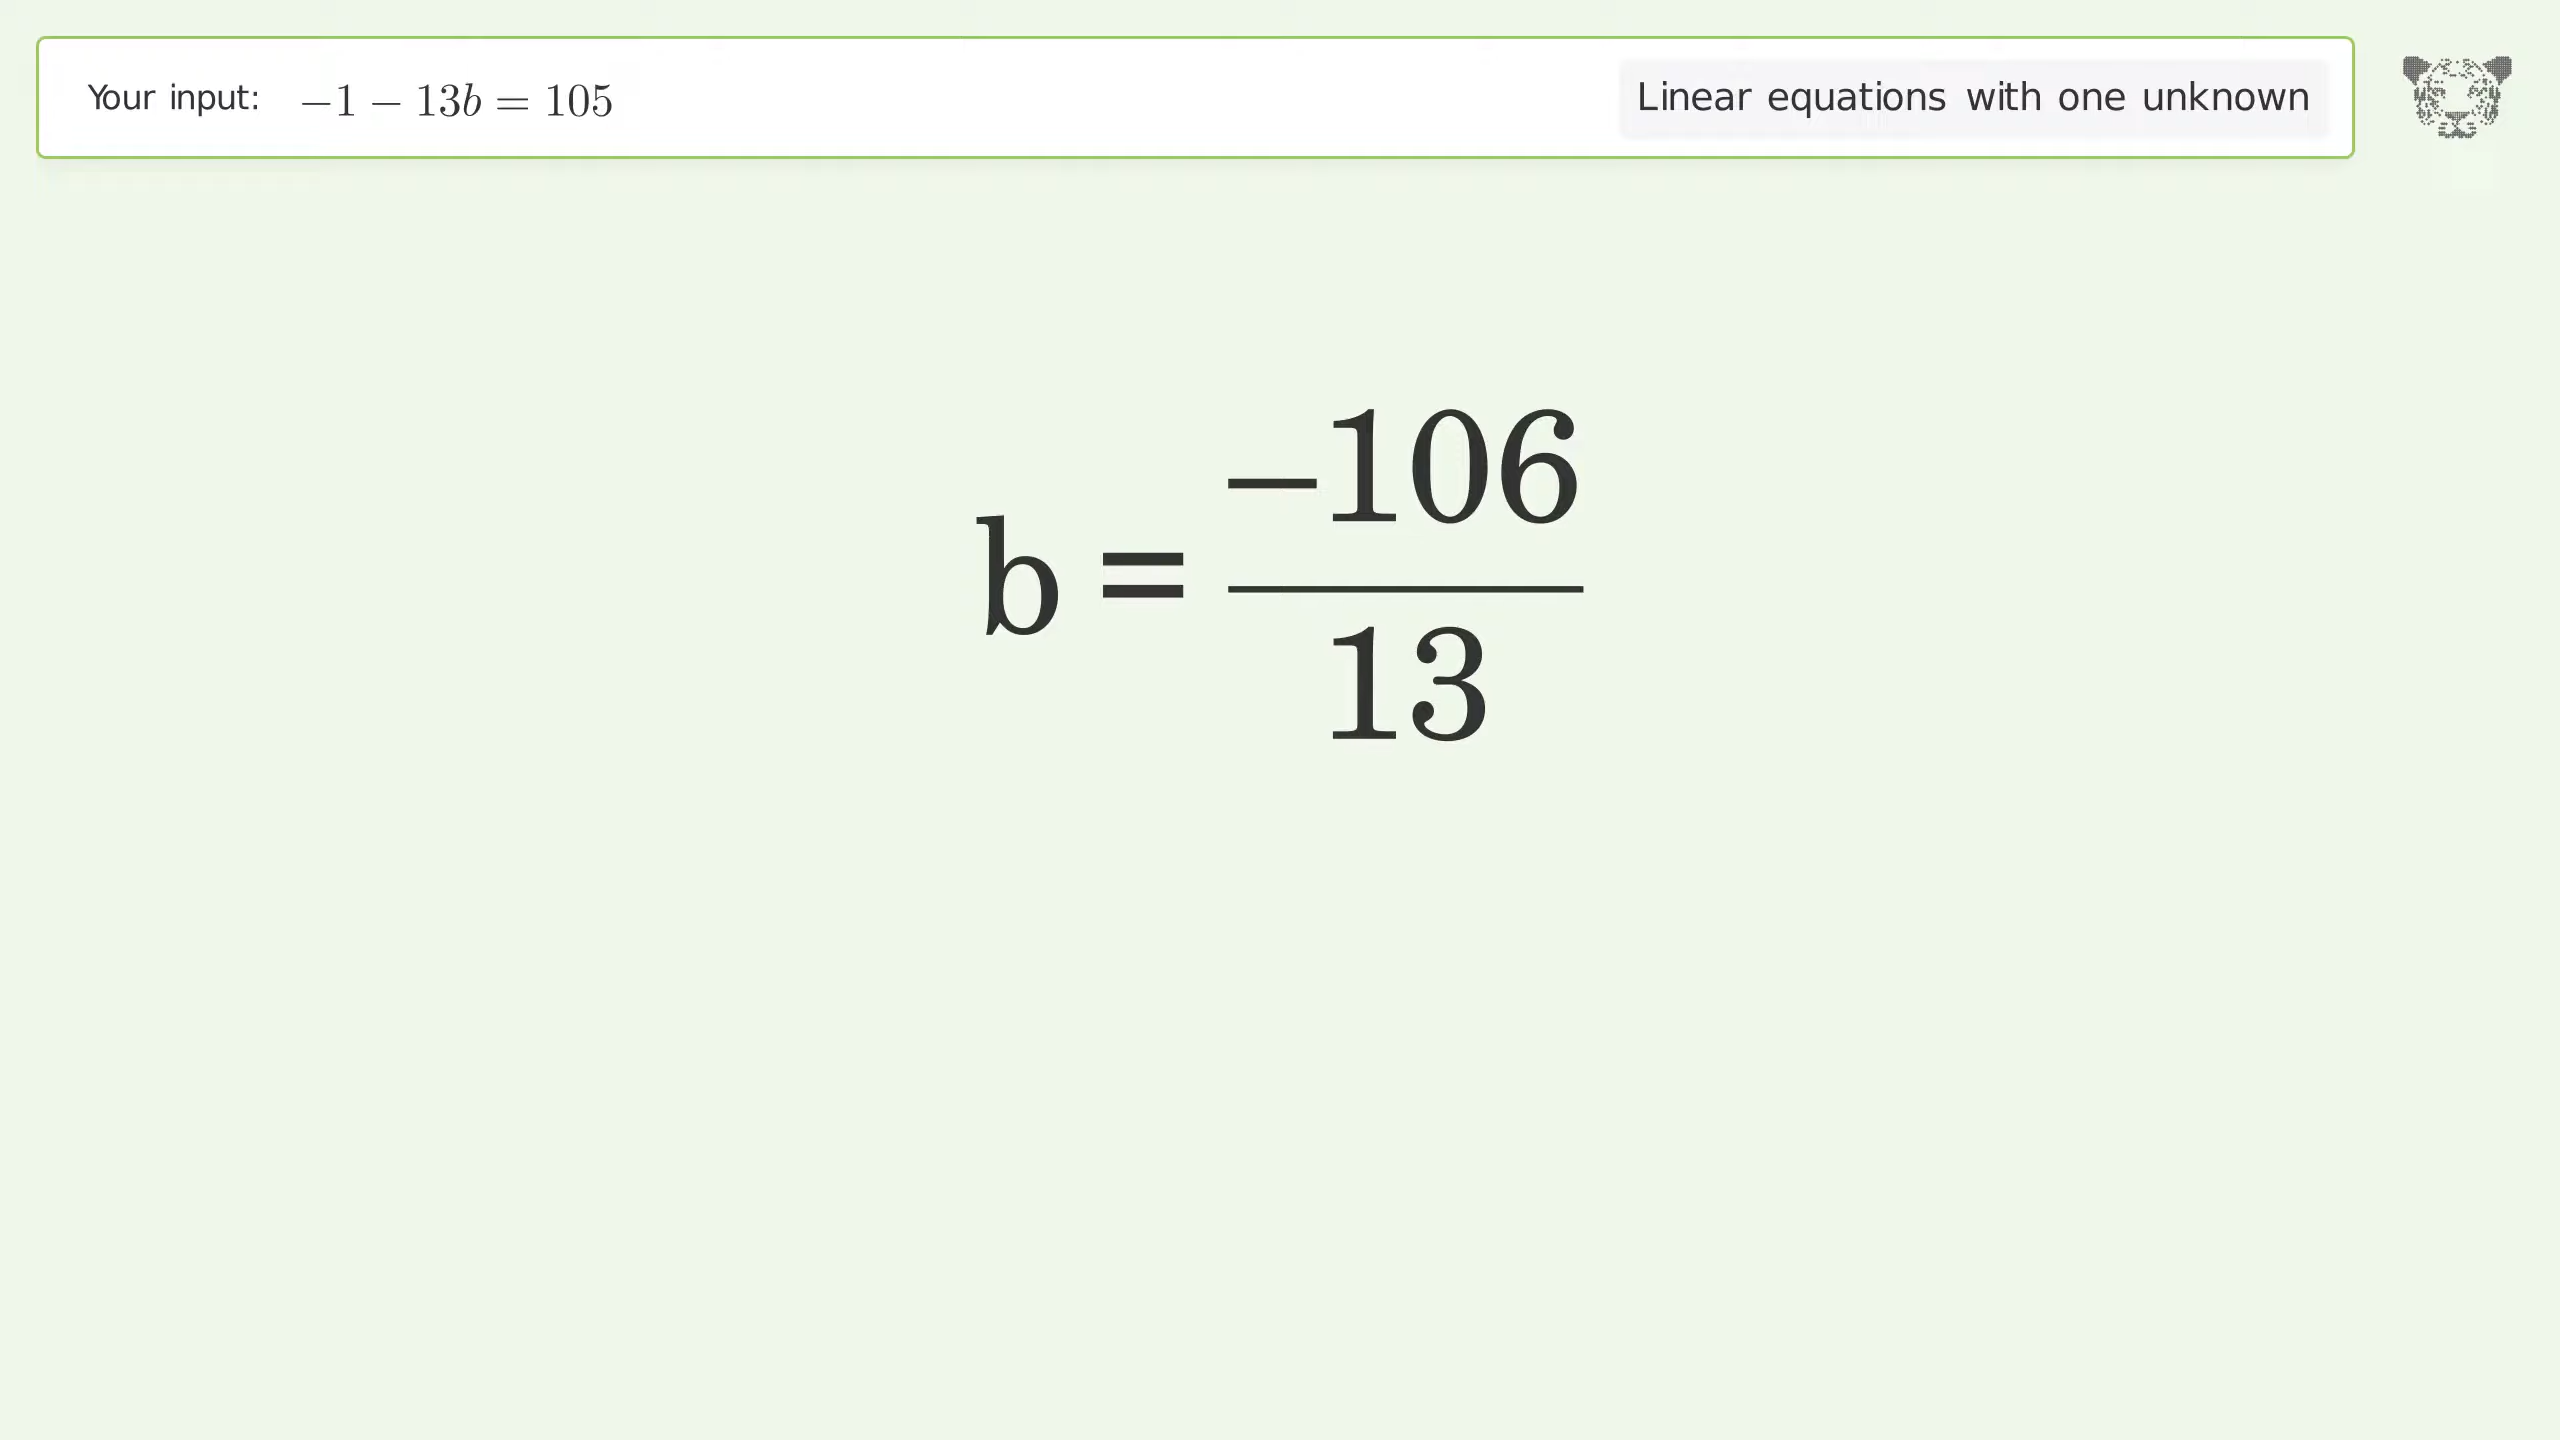 Your input: −1 − 13b = 105
Linear equations with one unknown
b = −106/13